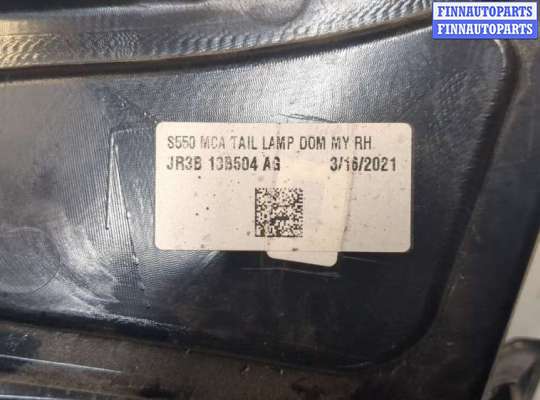 FINNAUTOPARTS
FINNAUTOPARTS
S550 MCA TAIL LAMP DOM MY RH
JR3B 13B504 AG 3/16/2021